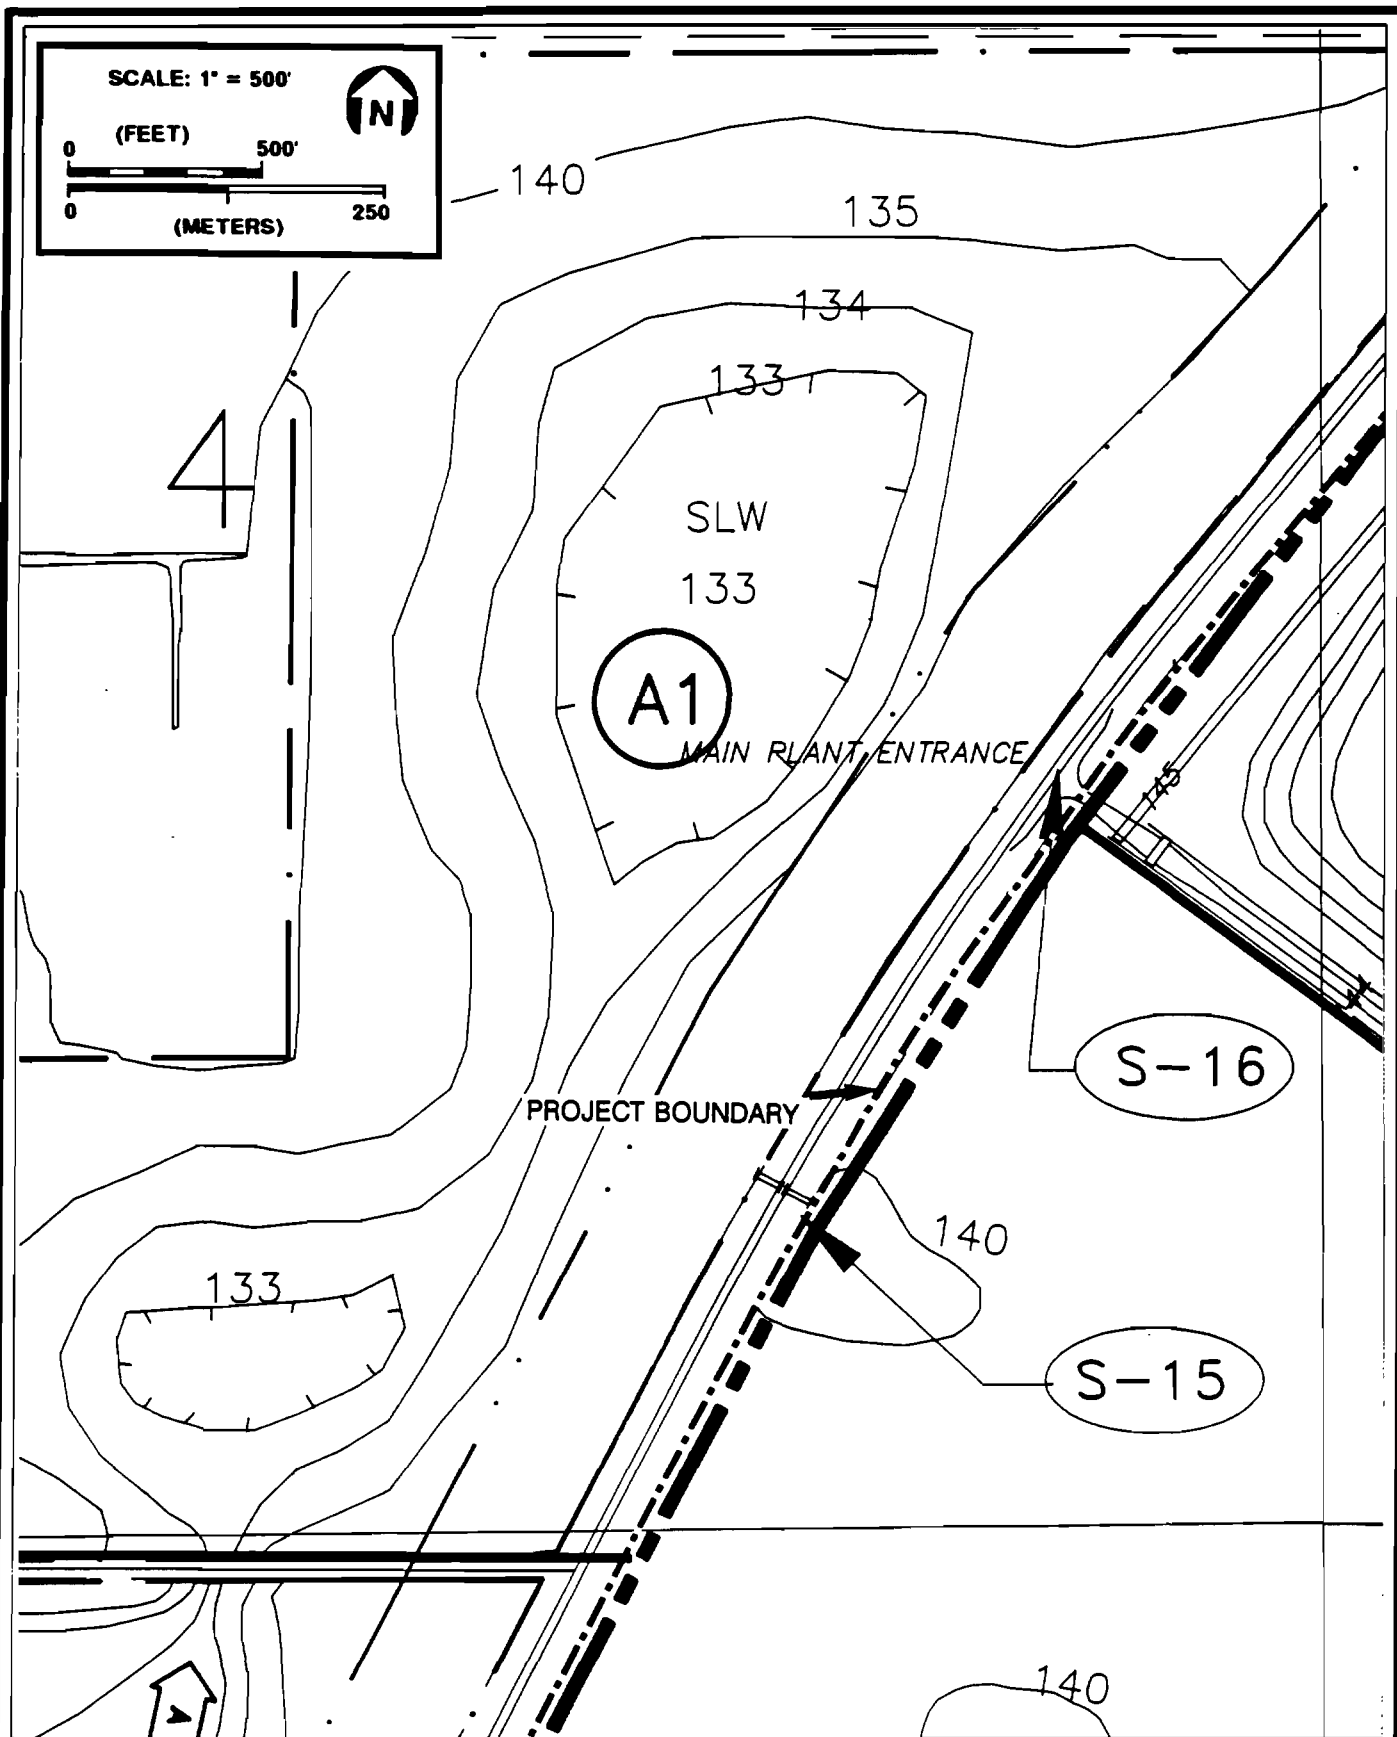 SCALE: 1" = 500'
N
(FEET)
0 500'
0 250
(METERS)
140
135
134
133
4
SLW
133
A1
MAIN PLANT ENTRANCE
145
S-16
PROJECT BOUNDARY
140
133
S-15
140
A